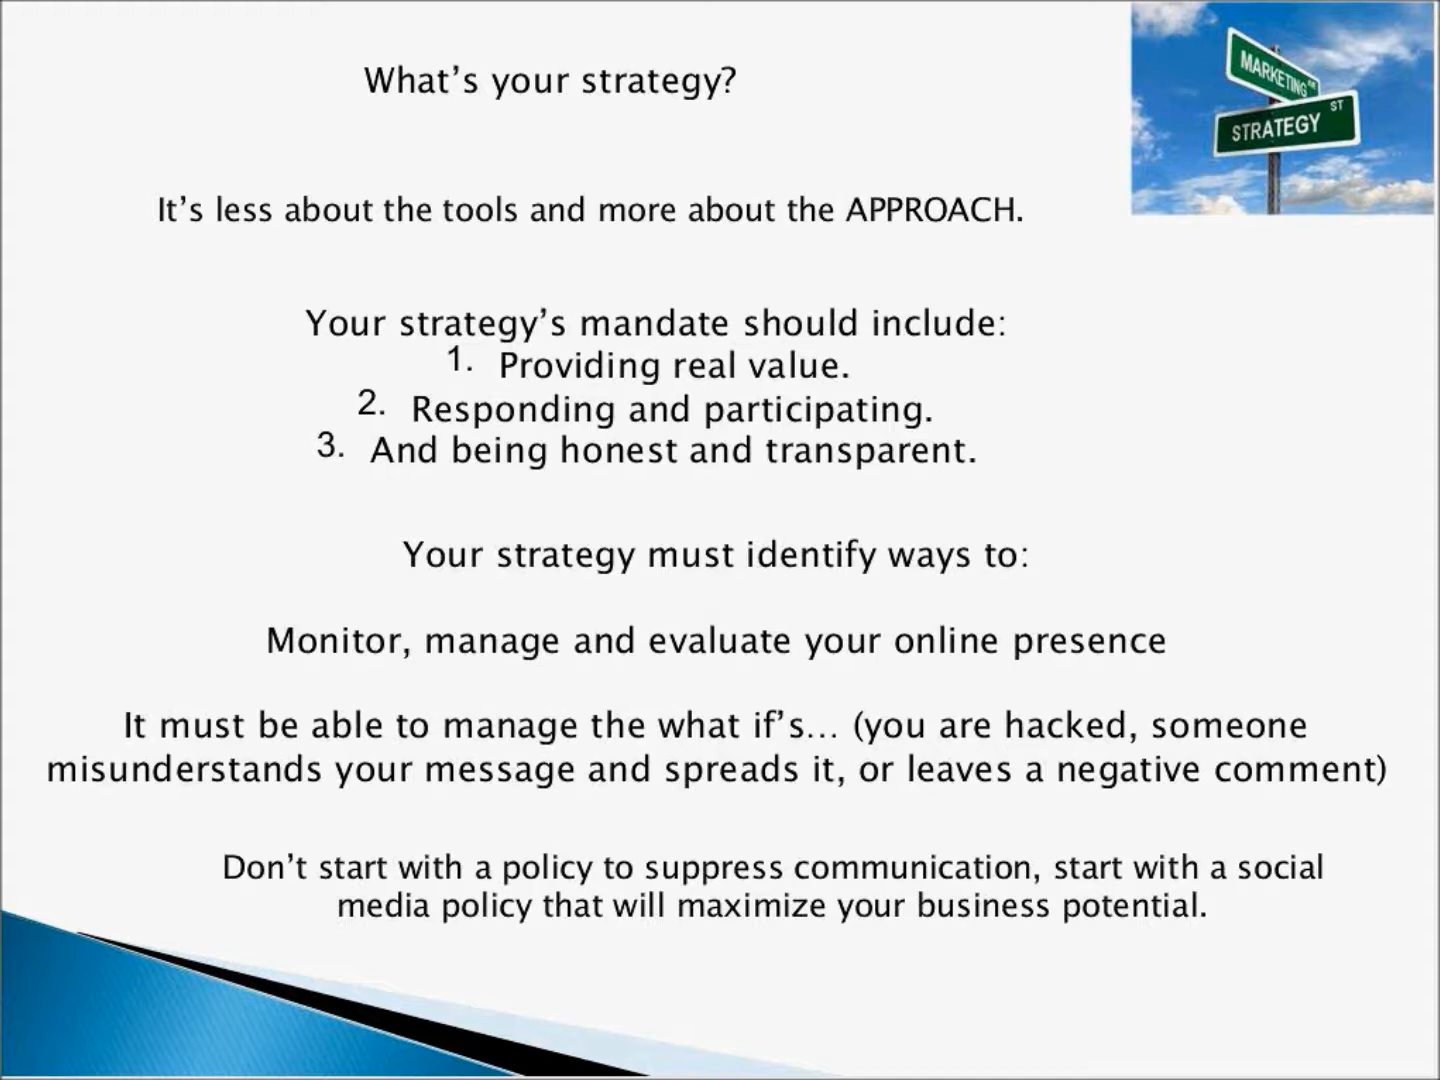 What’s your strategy?
MARKETING AVE
STRATEGY ST
It’s less about the tools and more about the APPROACH.
Your strategy’s mandate should include:
1. Providing real value.
2. Responding and participating.
3. And being honest and transparent.
Your strategy must identify ways to:
Monitor, manage and evaluate your online presence
It must be able to manage the what if’s… (you are hacked, someone
misunderstands your message and spreads it, or leaves a negative comment)
Don’t start with a policy to suppress communication, start with a social
media policy that will maximize your business potential.